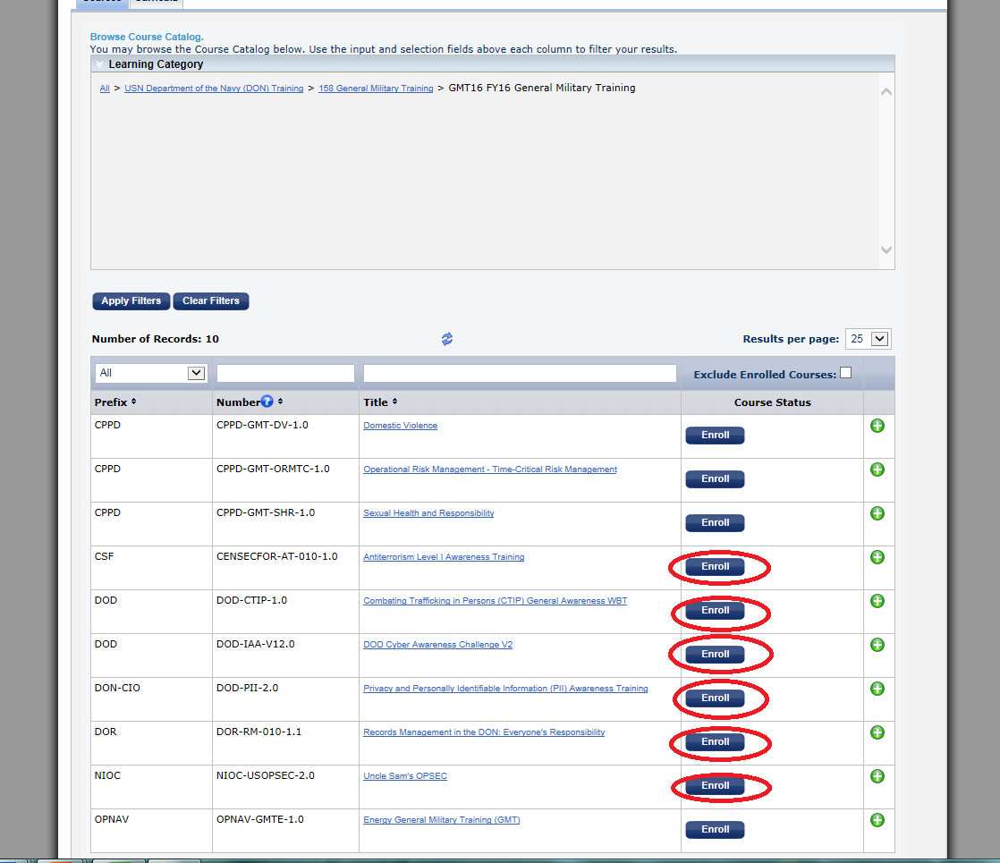 Courses Curricula
Browse Course Catalog.
You may browse the Course Catalog below. Use the input and selection fields above each column to filter your results.
Learning Category
All > USN Department of the Navy (DON) Training > 158 General Military Training > GMT16 FY16 General Military Training
Apply Filters Clear Filters
Number of Records: 10 Results per page: 25
All Exclude Enrolled Courses:
Prefix Number ? Title Course Status
CPPD CPPD-GMT-DV-1.0 Domestic Violence Enroll
CPPD CPPD-GMT-ORMTC-1.0 Operational Risk Management - Time-Critical Risk Management Enroll
CPPD CPPD-GMT-SHR-1.0 Sexual Health and Responsibility Enroll
CSF CENSECFOR-AT-010-1.0 Antiterrorism Level I Awareness Training Enroll
DOD DOD-CTIP-1.0 Combating Trafficking in Persons (CTIP) General Awareness WBT Enroll
DOD DOD-IAA-V12.0 DOD Cyber Awareness Challenge V2 Enroll
DON-CIO DOD-PII-2.0 Privacy and Personally Identifiable Information (PII) Awareness Training Enroll
DOR DOR-RM-010-1.1 Records Management in the DON: Everyone's Responsibility Enroll
NIOC NIOC-USOPSEC-2.0 Uncle Sam's OPSEC Enroll
OPNAV OPNAV-GMTE-1.0 Energy General Military Training (GMT) Enroll